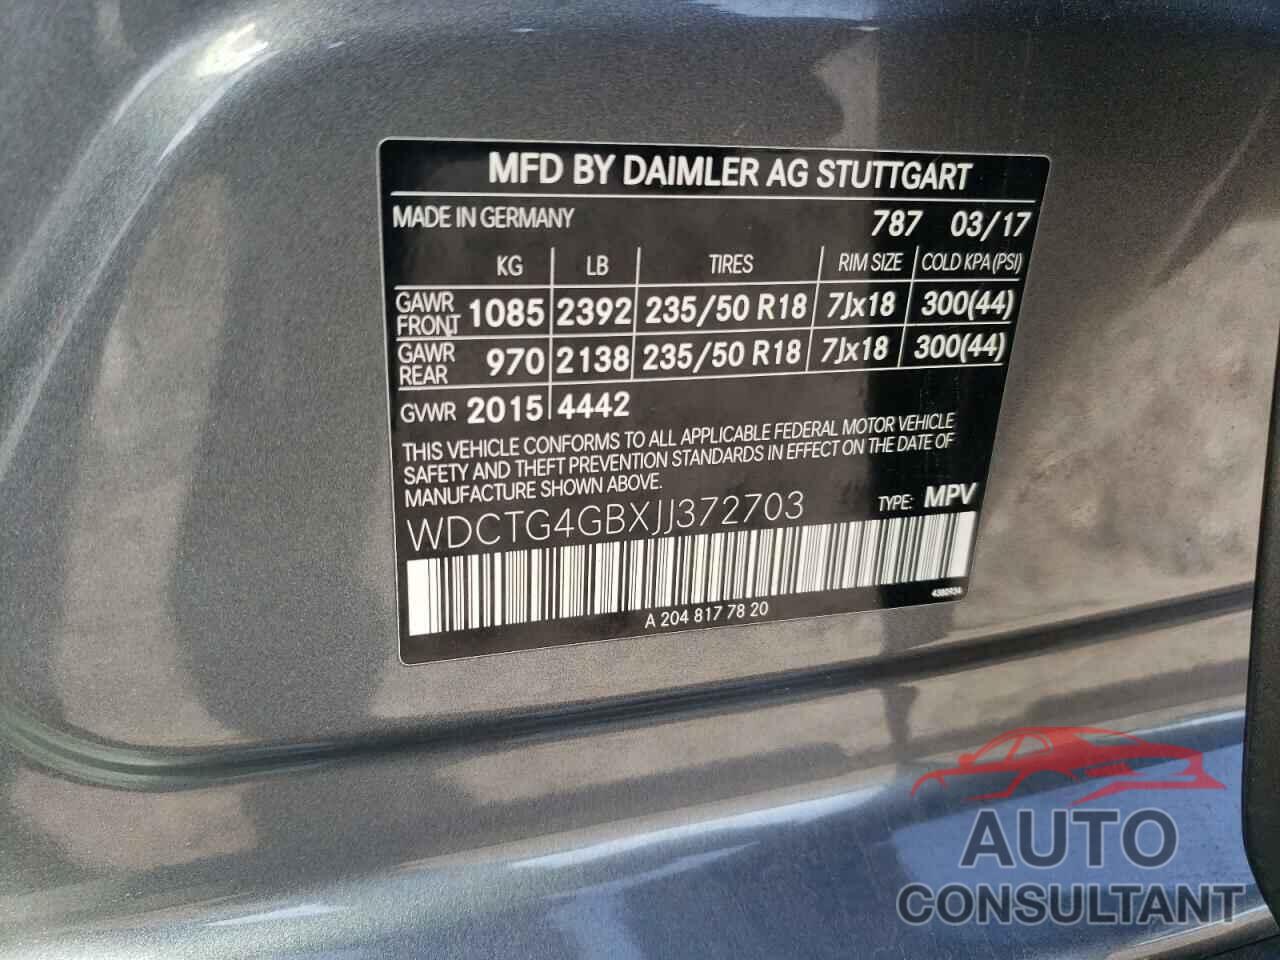 MFD BY DAIMLER AG STUTTGART
MADE IN GERMANY 787 03/17
KG LB TIRES RIM SIZE COLD KPA (PSI)
GAWR FRONT 1085 2392 235/50 R18 7Jx18 300(44)
GAWR REAR 970 2138 235/50 R18 7Jx18 300(44)
GVWR 2015 4442
THIS VEHICLE CONFORMS TO ALL APPLICABLE FEDERAL MOTOR VEHICLE
SAFETY AND THEFT PREVENTION STANDARDS IN EFFECT ON THE DATE OF
MANUFACTURE SHOWN ABOVE.
TYPE: MPV
WDCTG4GBXJJ372703
4380934
A 204 817 78 20
AUTO
CONSULTANT